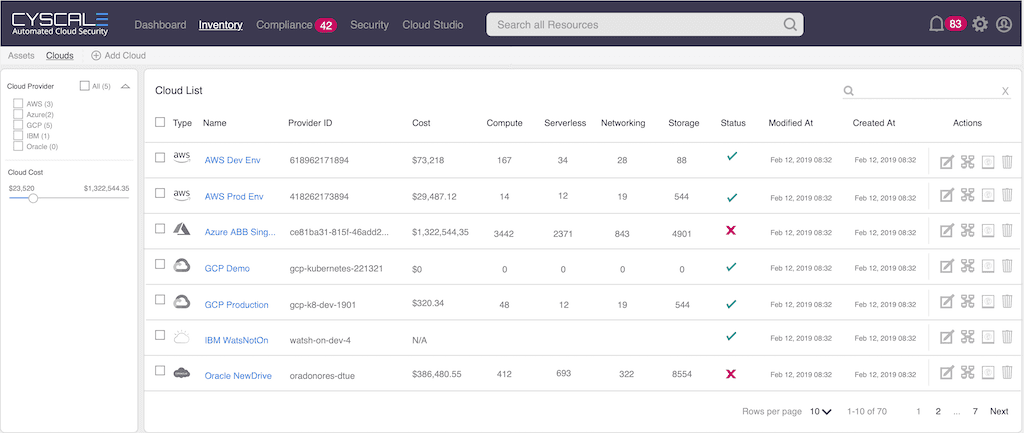 CYSCALE
Automated Cloud Security
Dashboard Inventory Compliance 42 Security Cloud Studio Search all Resources 83
Assets Clouds Add Cloud
Cloud Provider All (5)
AWS (3)
Azure(2)
GCP (5)
IBM (1)
Oracle (0)
Cloud Cost
$23,520 $1,322,544.35
Cloud List X
Type Name Provider ID Cost Compute Serverless Networking Storage Status Modified At Created At Actions
aws AWS Dev Env 618962171894 $73,218 167 34 28 88 Feb 12, 2019 08:32 Feb 12, 2019 08:32
aws AWS Prod Env 418262173894 $29,487.12 14 12 19 544 Feb 12, 2019 08:32 Feb 12, 2019 08:32
Azure ABB Sing... ce81ba31-815f-46add2... $1,322,544,35 3442 2371 843 4901 Feb 12, 2019 08:32 Feb 12, 2019 08:32
GCP Demo gcp-kubernetes-221321 $0 0 0 0 0 Feb 12, 2019 08:32 Feb 12, 2019 08:32
GCP Production gcp-k8-dev-1901 $320.34 48 12 19 544 Feb 12, 2019 08:32 Feb 12, 2019 08:32
IBM WatsNotOn watsh-on-dev-4 N/A Feb 12, 2019 08:32 Feb 12, 2019 08:32
Oracle NewDrive oradonores-dtue $386,480.55 412 693 322 8554 Feb 12, 2019 08:32 Feb 12, 2019 08:32
Rows per page 10 1-10 of 70 1 2 ... 7 Next